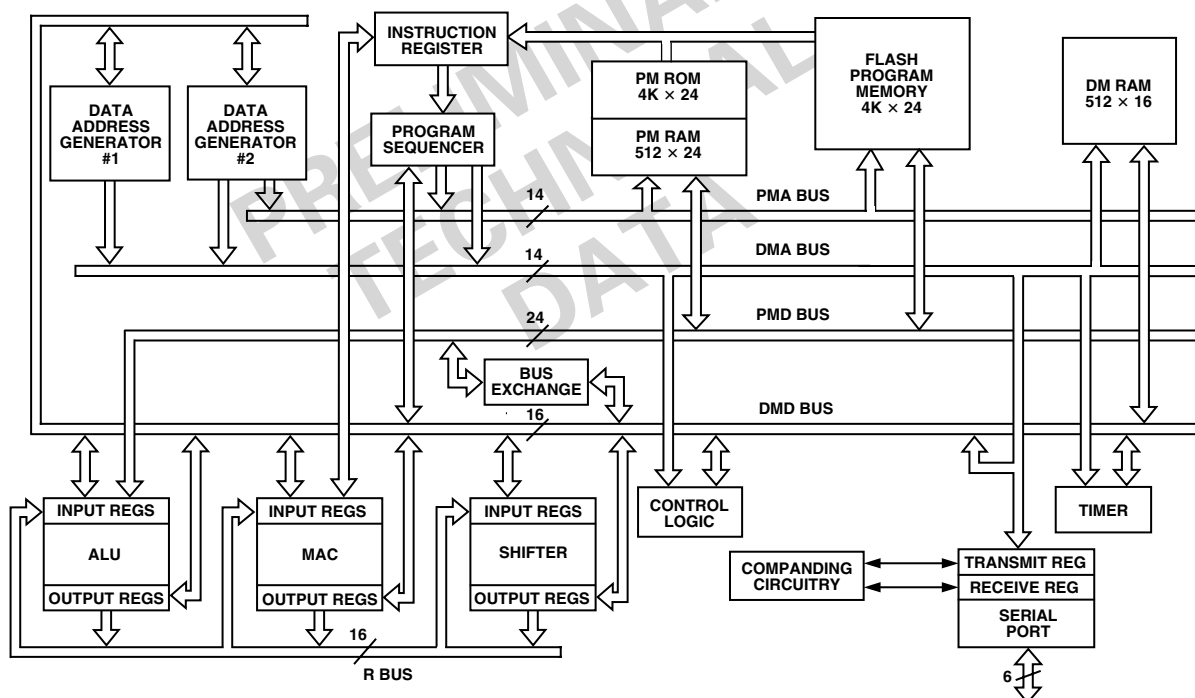 INSTRUCTION
REGISTER
DATA
ADDRESS
GENERATOR
#1
DATA
ADDRESS
GENERATOR
#2
PROGRAM
SEQUENCER
PM ROM
4K × 24
PM RAM
512 × 24
FLASH
PROGRAM
MEMORY
4K × 24
DM RAM
512 × 16
PRELIMINARY
TECHNICAL
DATA
14
PMA BUS
14
DMA BUS
24
PMD BUS
BUS
EXCHANGE
16
DMD BUS
INPUT REGS
ALU
OUTPUT REGS
INPUT REGS
MAC
OUTPUT REGS
INPUT REGS
SHIFTER
OUTPUT REGS
16
R BUS
CONTROL
LOGIC
TIMER
COMPANDING
CIRCUITRY
TRANSMIT REG
RECEIVE REG
SERIAL
PORT
6